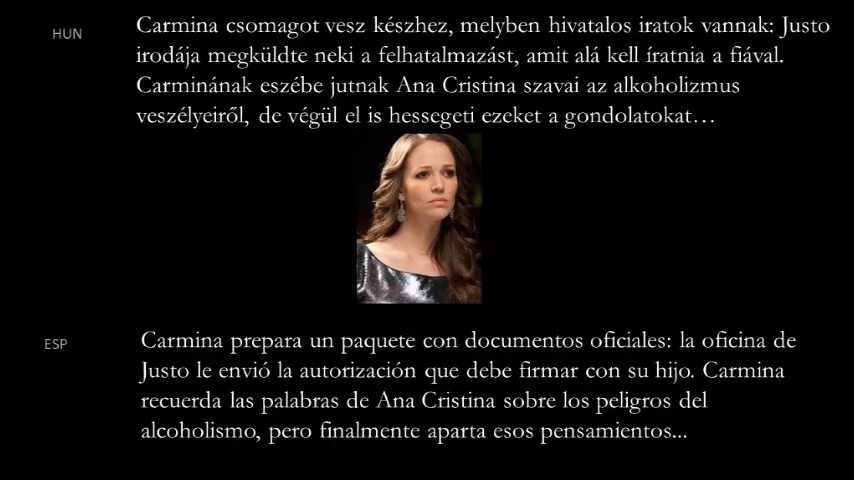 HUN
Carmina csomagot vesz készhez, melyben hivatalos iratok vannak: Justo
irodája megküldte neki a felhatalmazást, amit alá kell íratnia a fiával.
Carminának eszébe jutnak Ana Cristina szavai az alkoholizmus
veszélyeiről, de végül el is hessegeti ezeket a gondolatokat…
ESP
Carmina prepara un paquete con documentos oficiales: la oficina de
Justo le envió la autorización que debe firmar con su hijo. Carmina
recuerda las palabras de Ana Cristina sobre los peligros del
alcoholismo, pero finalmente aparta esos pensamientos...